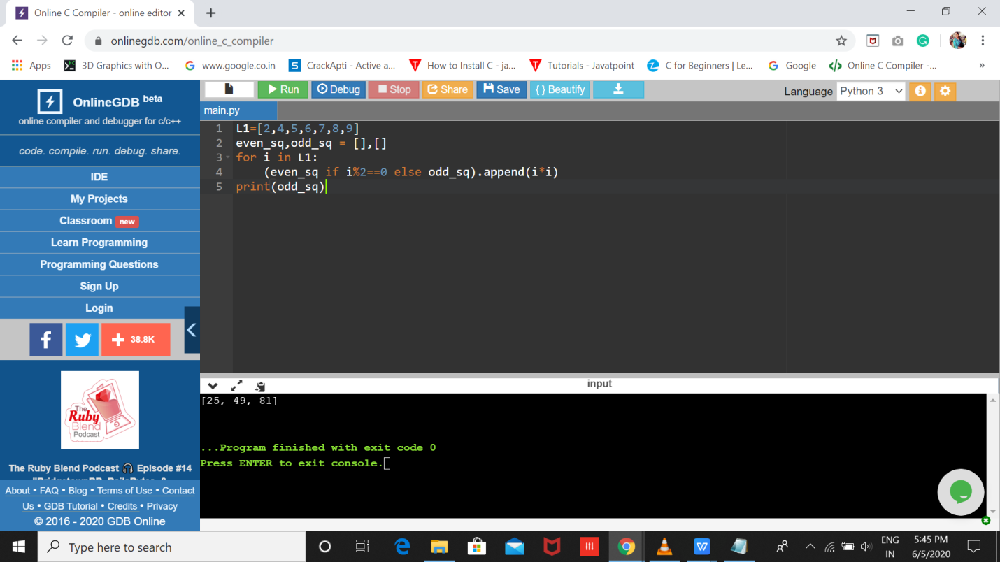 Online C Compiler - online editor
onlinegdb.com/online_c_compiler
Apps 3D Graphics with O... www.google.co.in CrackApti - Active a... How to Install C - ja... Tutorials - Javatpoint C for Beginners | Le... Google Online C Compiler -... »
OnlineGDB beta
online compiler and debugger for c/c++
code. compile. run. debug. share.
IDE
My Projects
Classroom new
Learn Programming
Programming Questions
Sign Up
Login
38.8K
The
Ruby
Blend
Podcast
The Ruby Blend Podcast 🎧 Episode #14
About • FAQ • Blog • Terms of Use • Contact
Us • GDB Tutorial • Credits • Privacy
© 2016 - 2020 GDB Online
Run Debug Stop Share Save { } Beautify
Language Python 3
main.py
1 L1=[2,4,5,6,7,8,9]
2 even_sq,odd_sq = [],[]
3 for i in L1:
4 (even_sq if i%2==0 else odd_sq).append(i*i)
5 print(odd_sq)
input
[25, 49, 81]
...Program finished with exit code 0
Press ENTER to exit console.
Type here to search
ENG
IN
5:45 PM
6/5/2020